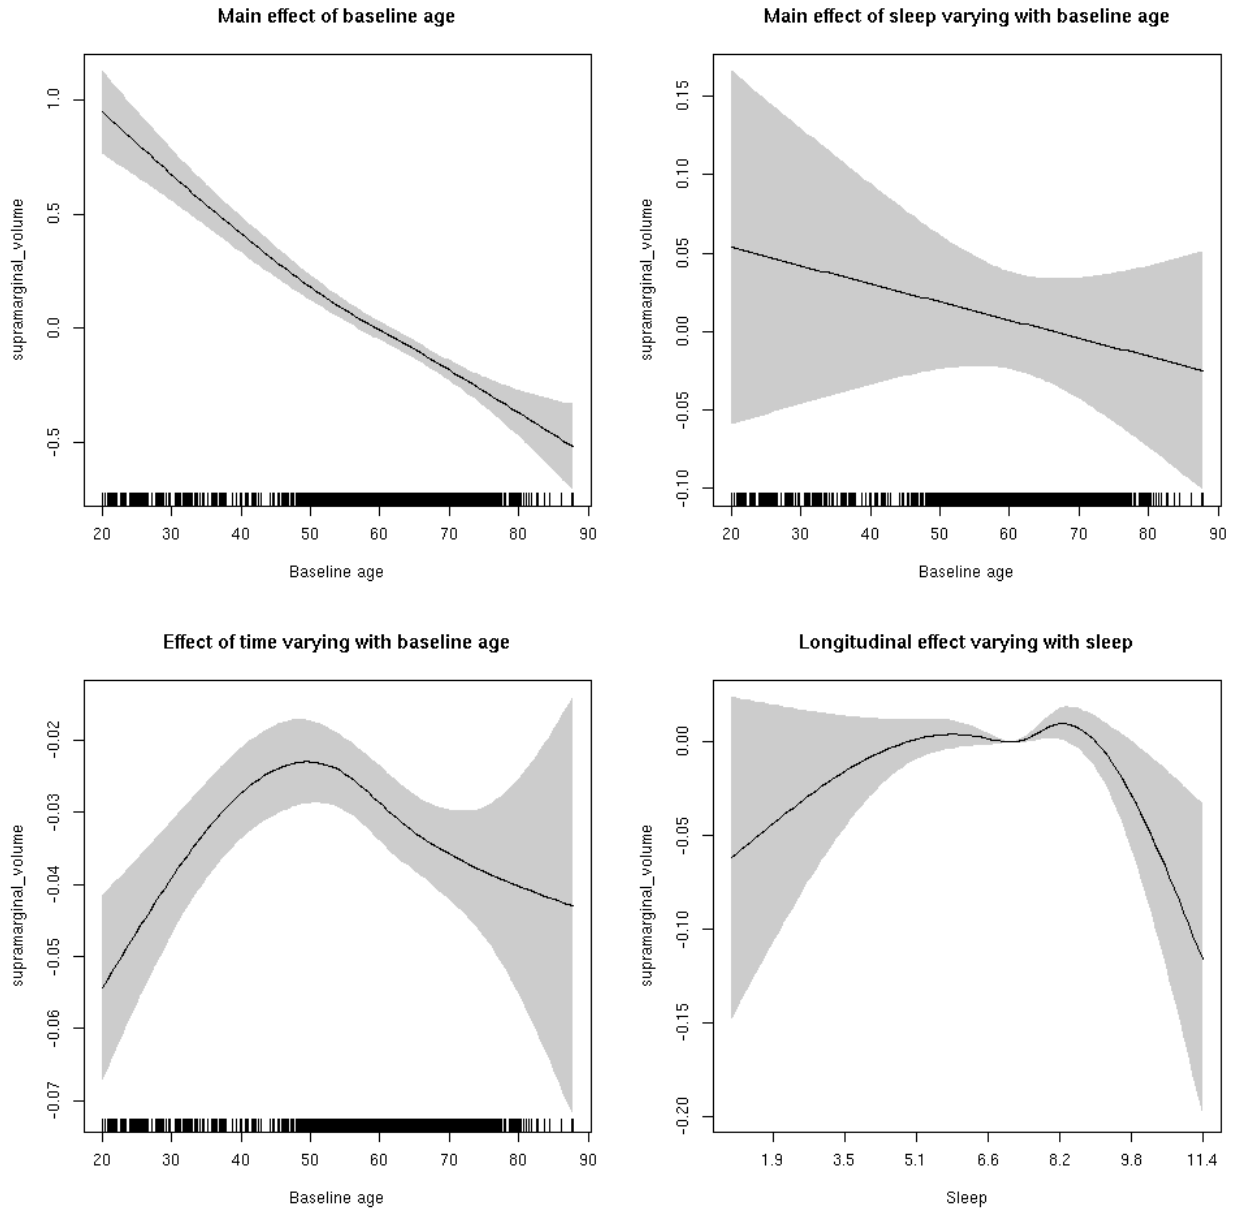 Main effect of baseline age
supramarginal_volume
1.0
0.5
0.0
-0.5
20 30 40 50 60 70 80 90
Baseline age
Main effect of sleep varying with baseline age
supramarginal_volume
0.15
0.10
0.05
0.00
-0.05
-0.10
20 30 40 50 60 70 80 90
Baseline age
Effect of time varying with baseline age
supramarginal_volume
-0.02
-0.03
-0.04
-0.05
-0.06
-0.07
20 30 40 50 60 70 80 90
Baseline age
Longitudinal effect varying with sleep
supramarginal_volume
0.00
-0.05
-0.10
-0.15
-0.20
1.9 3.5 5.1 6.6 8.2 9.8 11.4
Sleep